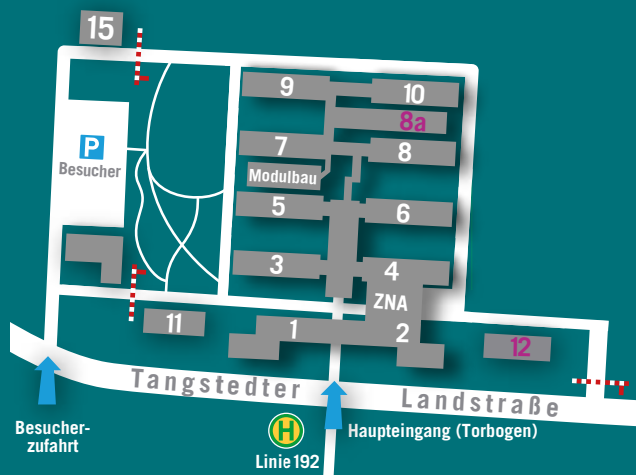 15
9
10
8a
P
Besucher
7
8
Modulbau
5
6
3
4
ZNA
11
1
2
12
Tangstedter Landstraße
Besucher-
zufahrt
H
Linie 192
Haupteingang (Torbogen)